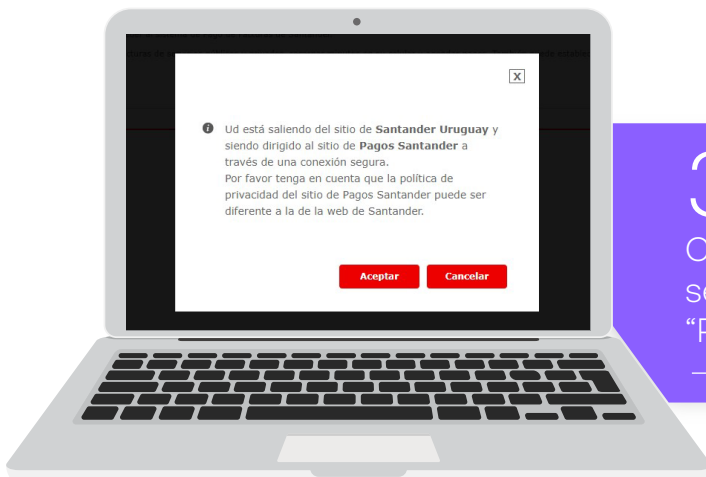 X
Ud está saliendo del sitio de Santander Uruguay y
siendo dirigido al sitio de Pagos Santander a
través de una conexión segura.
Por favor tenga en cuenta que la política de
privacidad del sitio de Pagos Santander puede ser
diferente a la de la web de Santander.
Aceptar Cancelar
3